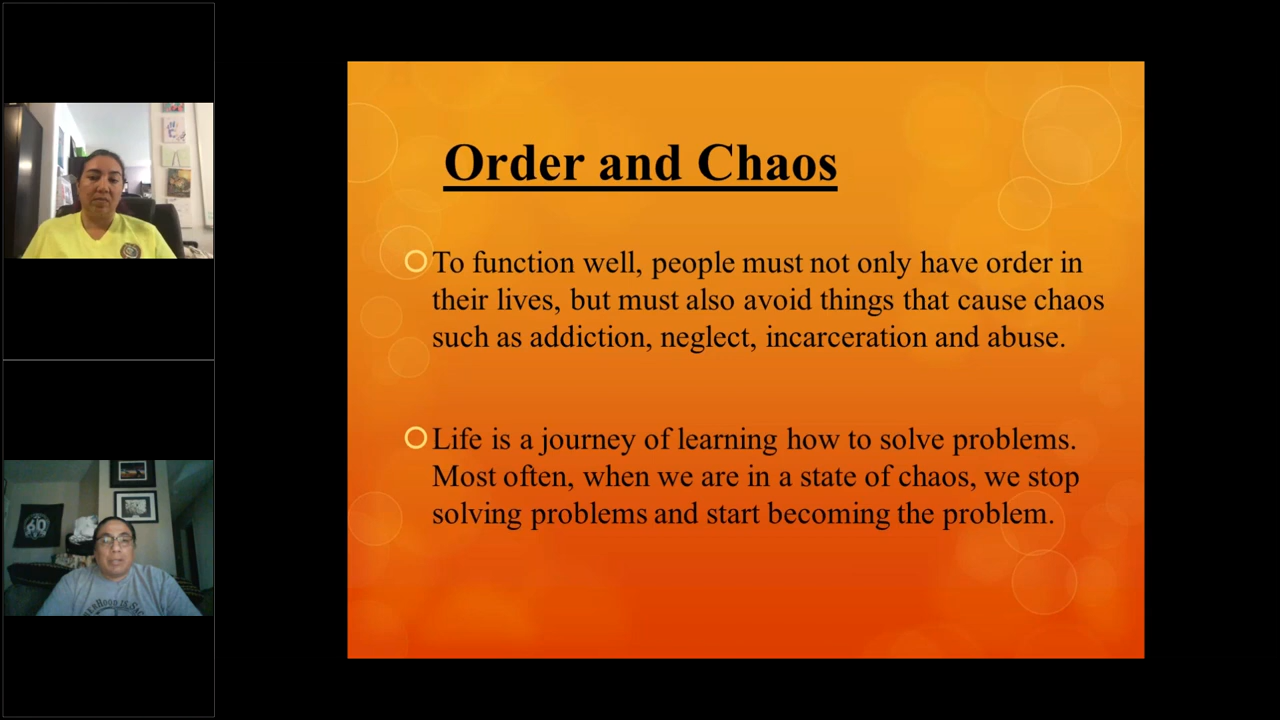 Order and Chaos
To function well, people must not only have order in
their lives, but must also avoid things that cause chaos
such as addiction, neglect, incarceration and abuse.
Life is a journey of learning how to solve problems.
Most often, when we are in a state of chaos, we stop
solving problems and start becoming the problem.
60